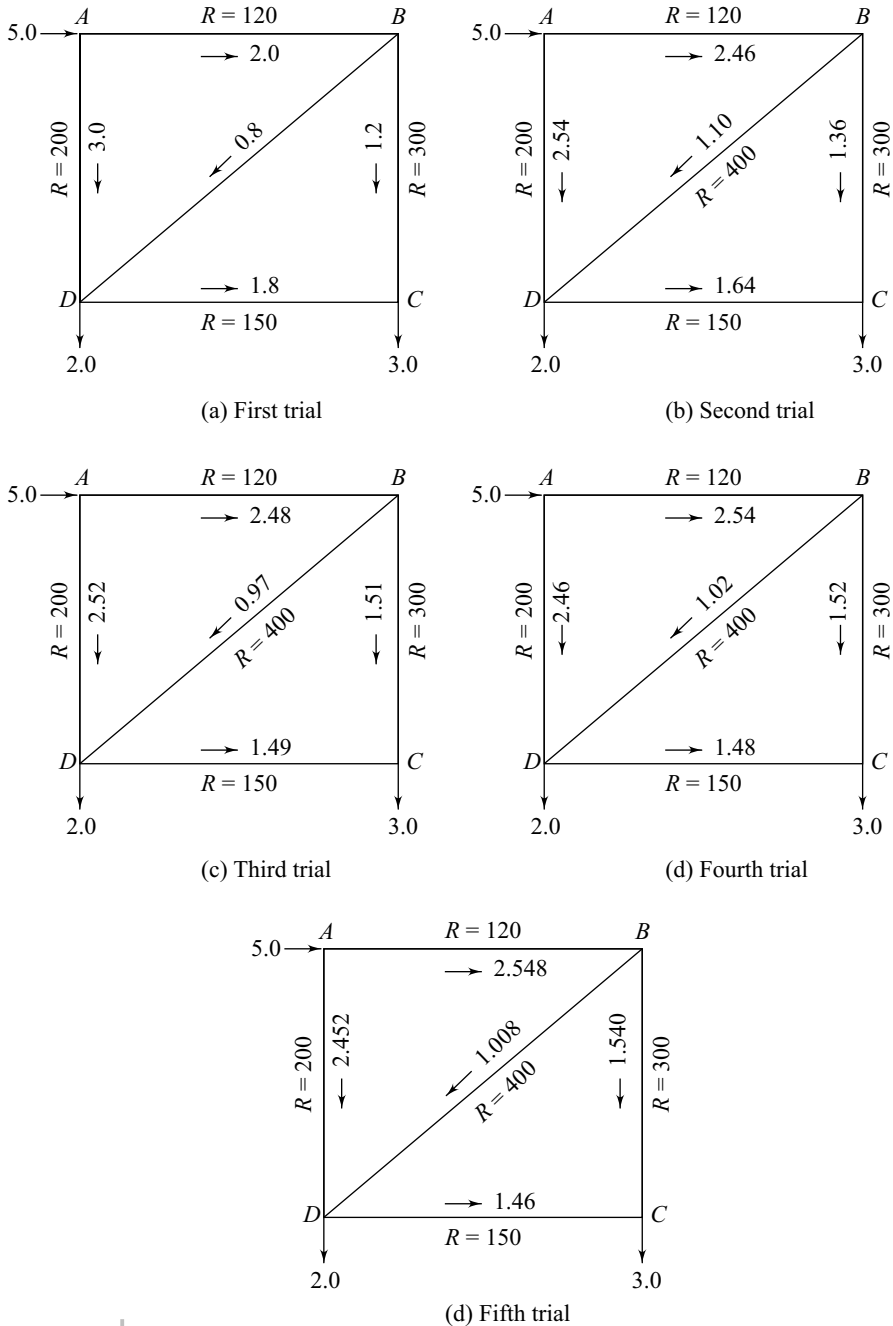 A R = 120 B
5.0 2.0
R = 200 3.0 0.8 1.2 R = 300
D 1.8 C
R = 150
2.0 3.0
(a) First trial
A R = 120 B
5.0 2.46
R = 200 2.54 1.10 R = 400 1.36 R = 300
D 1.64 C
R = 150
2.0 3.0
(b) Second trial
A R = 120 B
5.0 2.48
R = 200 2.52 0.97 R = 400 1.51 R = 300
D 1.49 C
R = 150
2.0 3.0
(c) Third trial
A R = 120 B
5.0 2.54
R = 200 2.46 1.02 R = 400 1.52 R = 300
D 1.48 C
R = 150
2.0 3.0
(d) Fourth trial
A R = 120 B
5.0 2.548
R = 200 2.452 1.008 R = 400 1.540 R = 300
D 1.46 C
R = 150
2.0 3.0
(d) Fifth trial